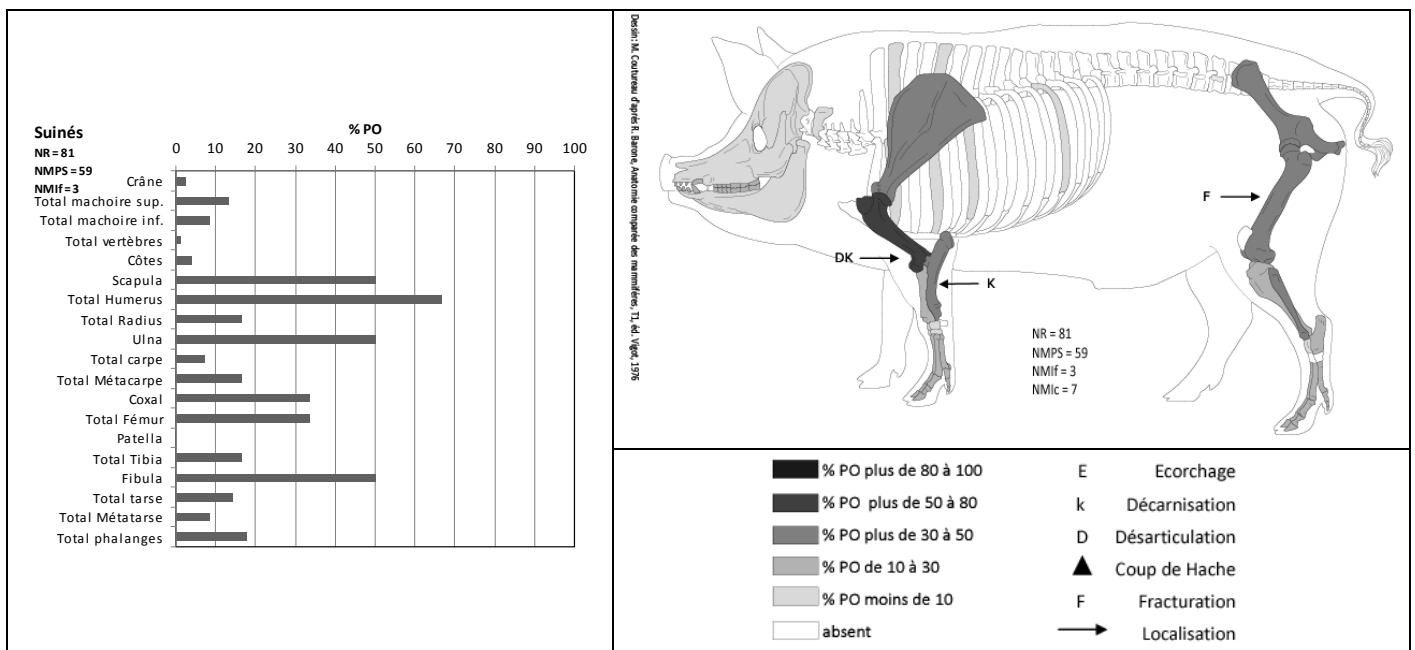 Suinés
NR = 81
NMPS = 59
NMIf = 3
% PO
0 10 20 30 40 50 60 70 80 90 100
Crâne
Total machoire sup.
Total machoire inf.
Total vertèbres
Côtes
Scapula
Total Humerus
Total Radius
Ulna
Total carpe
Total Métacarpe
Coxal
Total Fémur
Patella
Total Tibia
Fibula
Total tarse
Total Métatarse
Total phalanges
Dessin: M. Coutureau d'après R. Barone, Anatomie comparée des mammifères, T1, éd. Vigot, 1976
F
DK
K
NR = 81
NMPS = 59
NMIf = 3
NMIc = 7
% PO plus de 80 à 100
% PO plus de 50 à 80
% PO plus de 30 à 50
% PO de 10 à 30
% PO moins de 10
absent
E Ecorchage
k Décarnisation
D Désarticulation
Coup de Hache
F Fracturation
Localisation